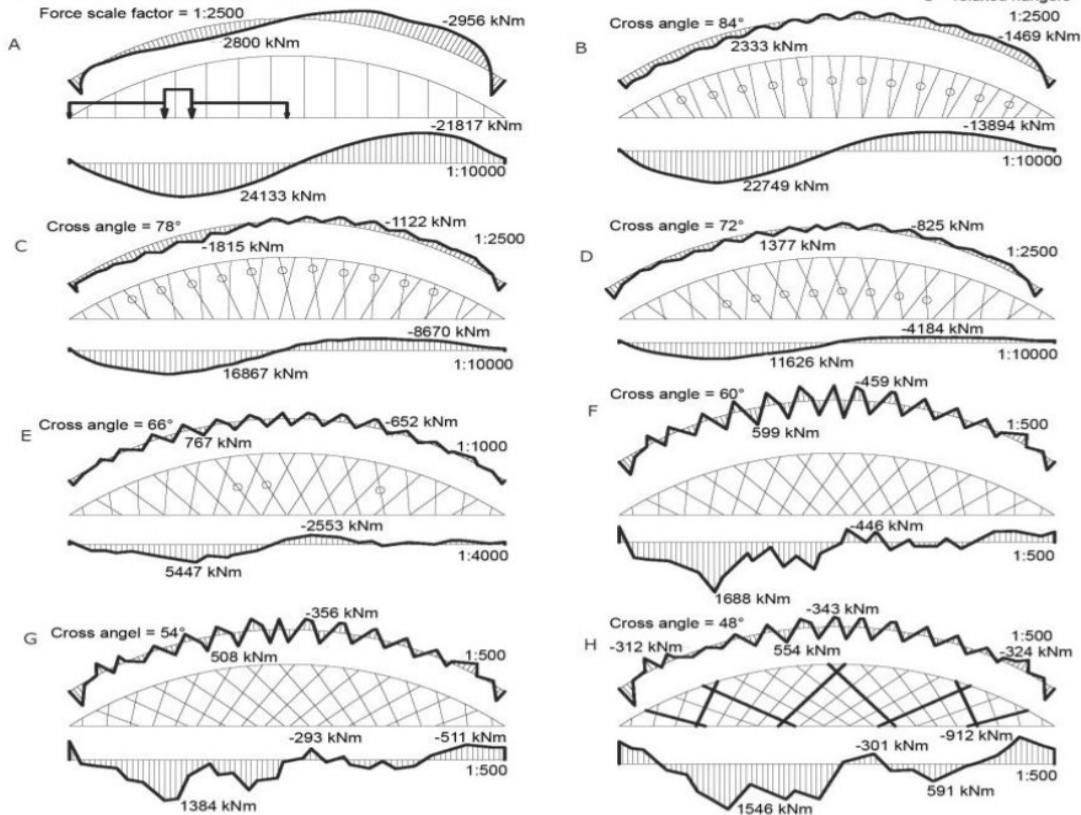 Force scale factor = 1:2500
-2956 kNm
A
2800 kNm
-21817 kNm
1:10000
24133 kNm
relaxed hangers
Cross angle = 84°
1:2500
-1469 kNm
B
2333 kNm
-13894 kNm
1:10000
22749 kNm
Cross angle = 78°
-1122 kNm
C
-1815 kNm
1:2500
-8670 kNm
1:10000
16867 kNm
Cross angle = 72°
-825 kNm
D
1377 kNm
1:2500
-4184 kNm
1:10000
11626 kNm
Cross angle = 66°
-652 kNm
E
767 kNm
1:1000
-2553 kNm
1:4000
5447 kNm
Cross angle = 60°
-459 kNm
F
599 kNm
1:500
-446 kNm
1:500
1688 kNm
-356 kNm
G
Cross angel = 54°
508 kNm
1:500
-293 kNm
-511 kNm
1:500
1384 kNm
Cross angle = 48°
-343 kNm
H
-312 kNm
554 kNm
1:500
-324 kNm
-912 kNm
-301 kNm
1:500
591 kNm
1546 kNm